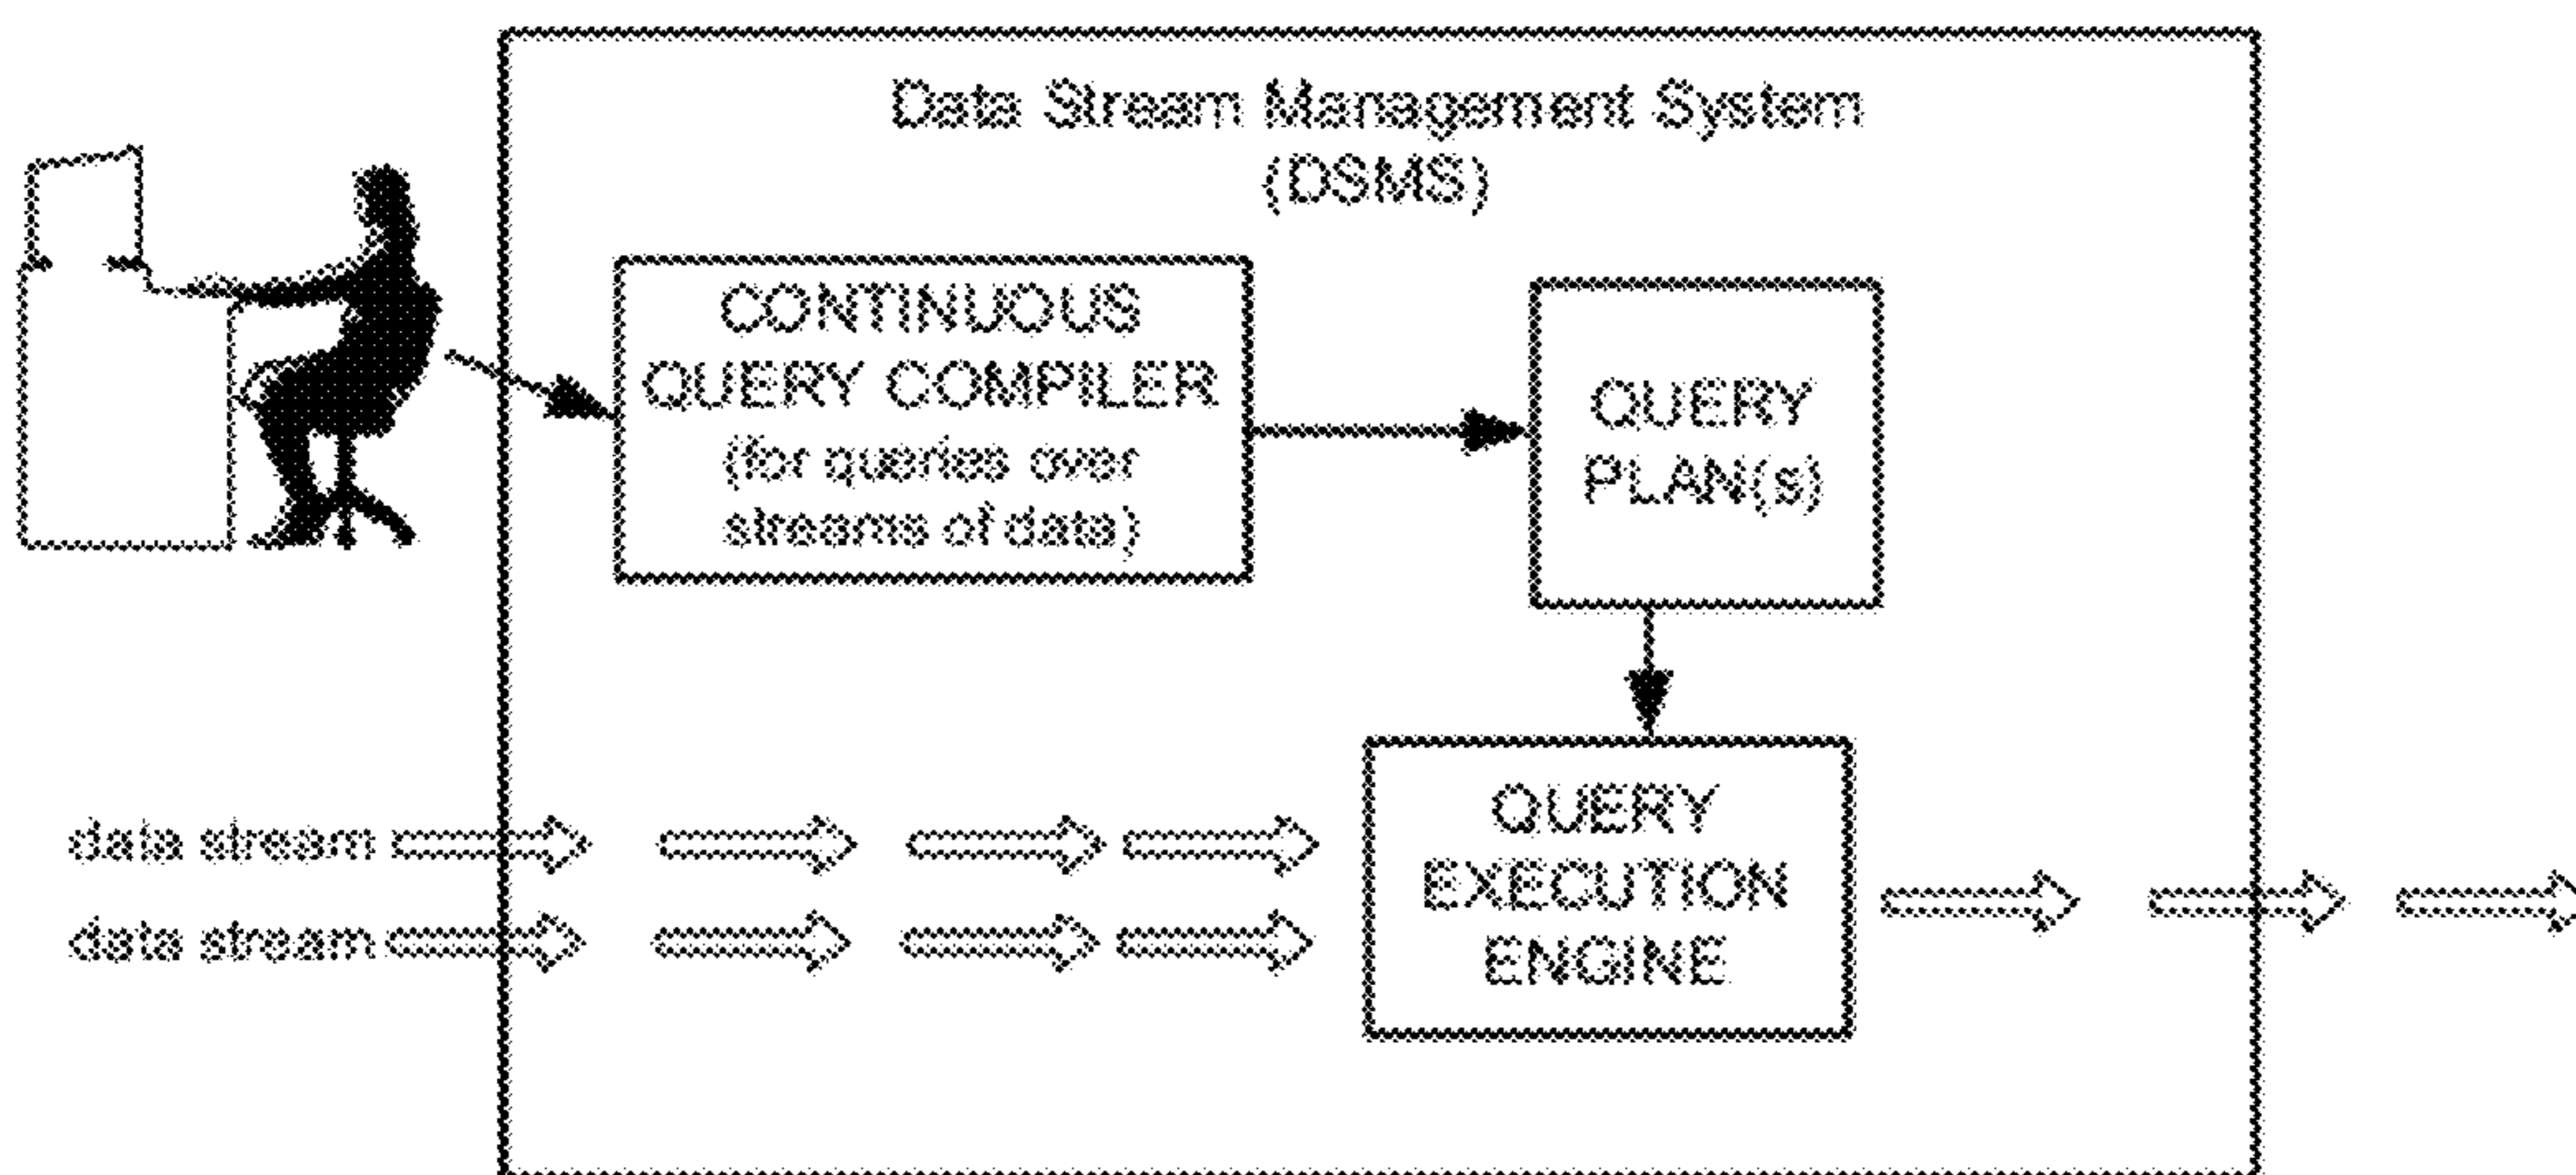 Data Stream Management System
(DSMS)
CONTINUOUS
QUERY COMPILER
(for queries over
streams of data)
QUERY
PLAN(s)
data stream
data stream
QUERY
EXECUTION
ENGINE